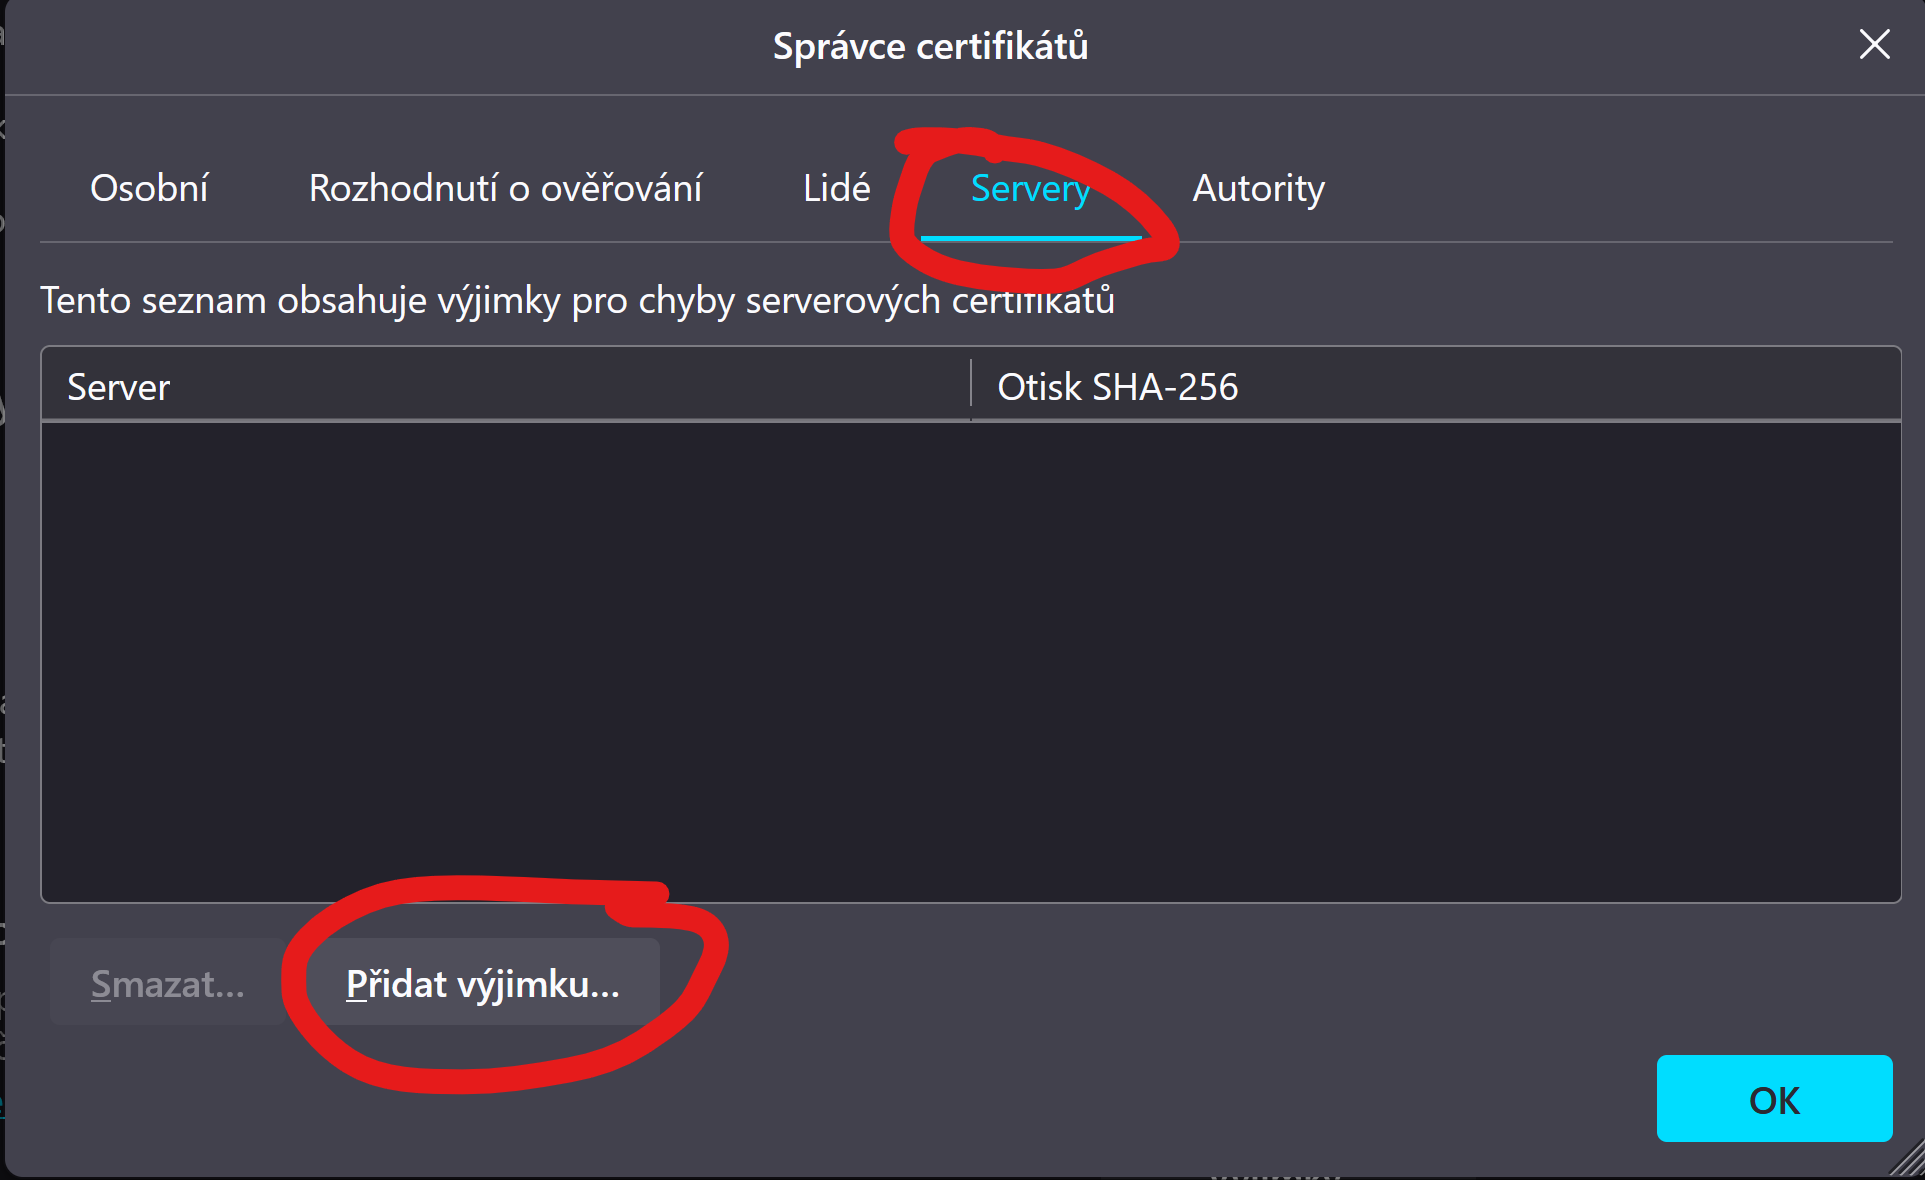 Správce certifikátů
Osobní Rozhodnutí o ověřování Lidé Servery Autority
Tento seznam obsahuje výjimky pro chyby serverových certifikátů
Server Otisk SHA-256
Smazat... Přidat výjimku...
OK